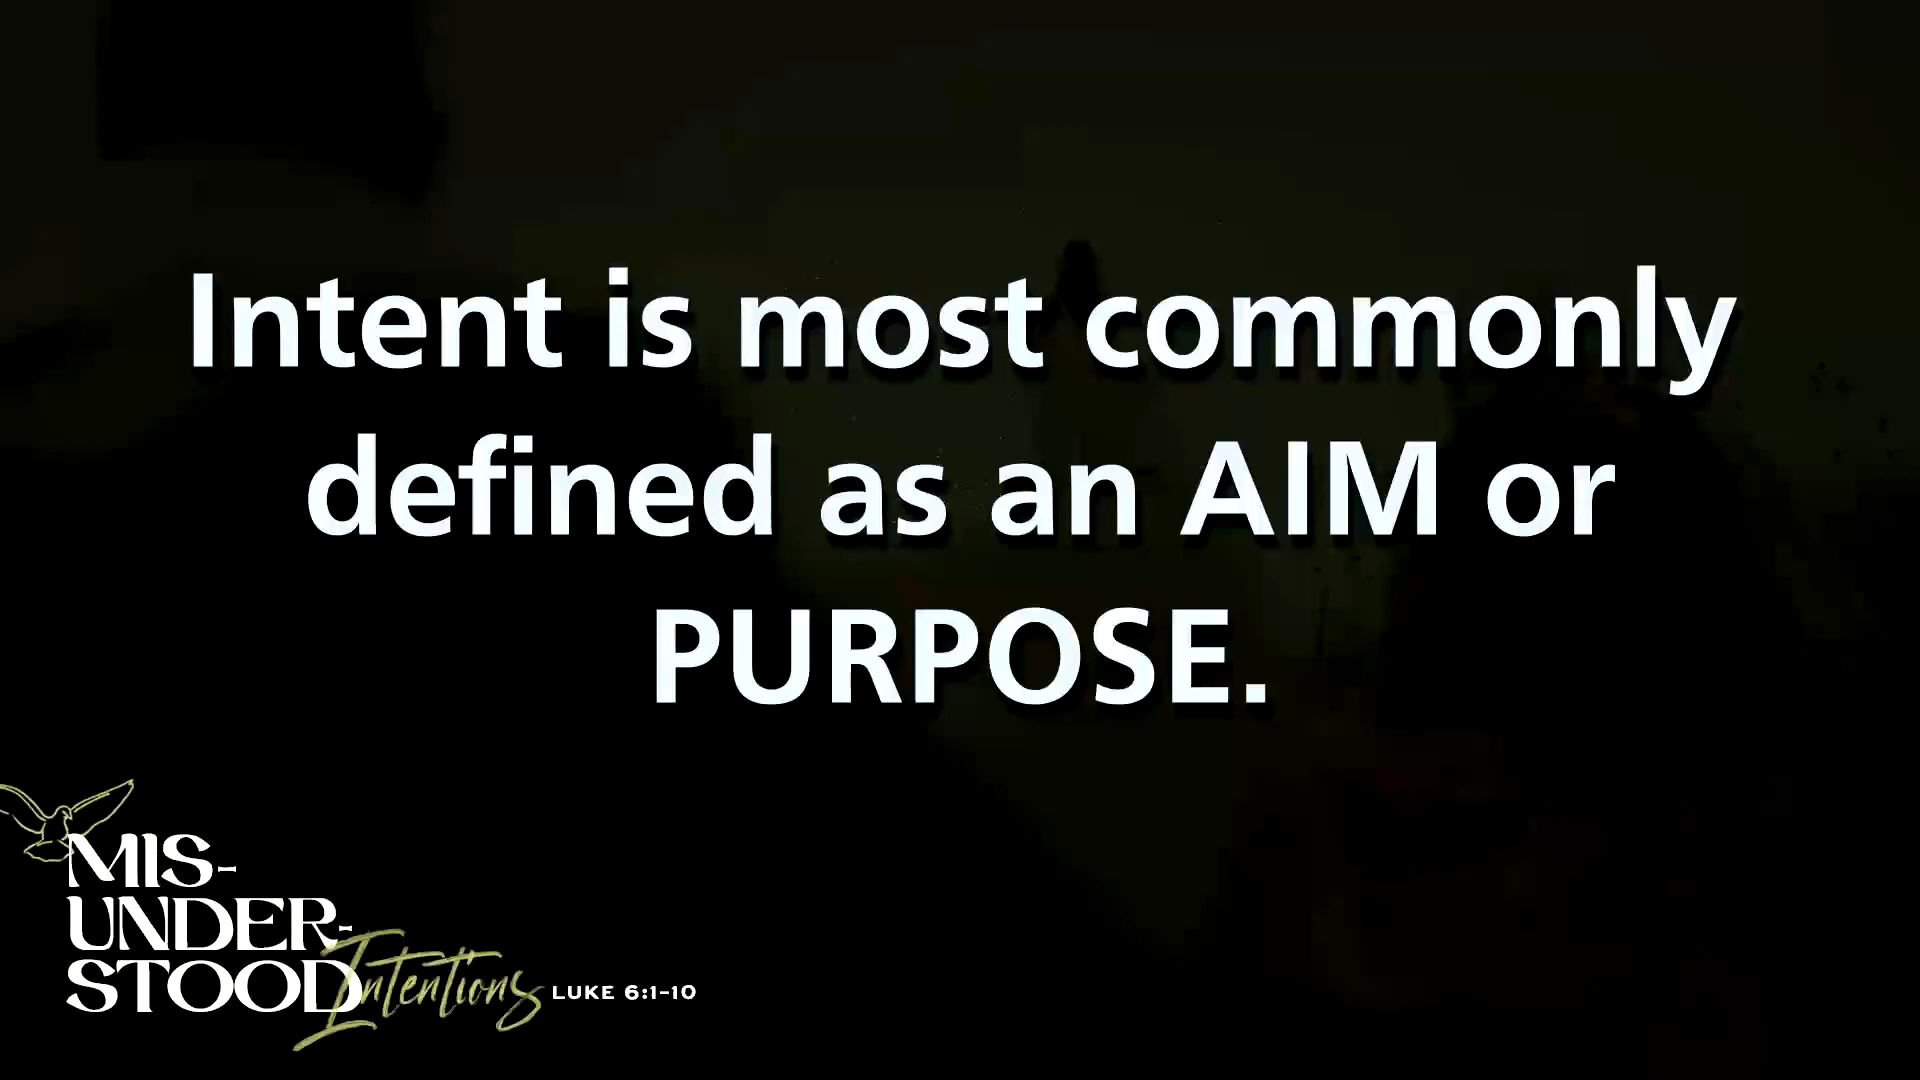 Intent is most commonly
defined as an AIM or
PURPOSE.
MIS-
UNDER-
STOOD
Intentions
LUKE 6:1-10